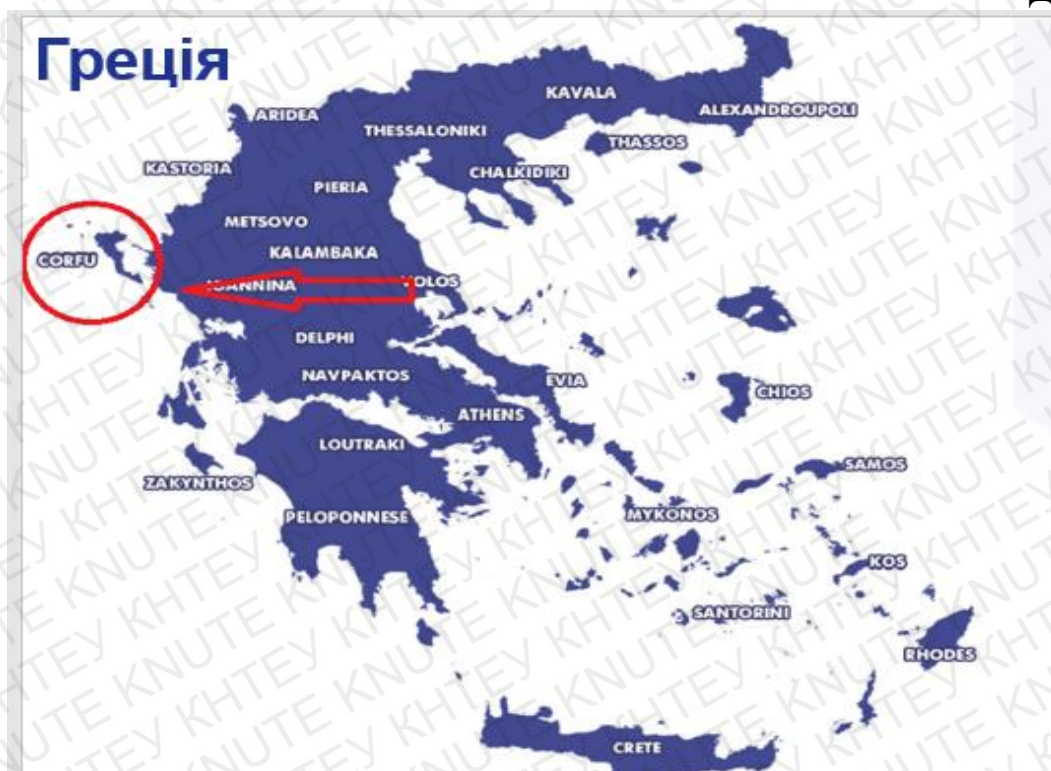 Греція
KAVALA
ALEXANDROUPOLI
ARIDEA
THESSALONIKI
THASSOS
KASTORIA
CHALKIDIKI
PIERIA
METSOVO
KALAMBAKA
CORFU
IOANNINA
VOLOS
DELPHI
NAVPAKTOS
EVIA
CHIOS
ATHENS
LOUTRAKI
SAMOS
ZAKYNTHOS
PELOPONNESE
MYKONOS
KOS
SANTORINI
RHODES
CRETE